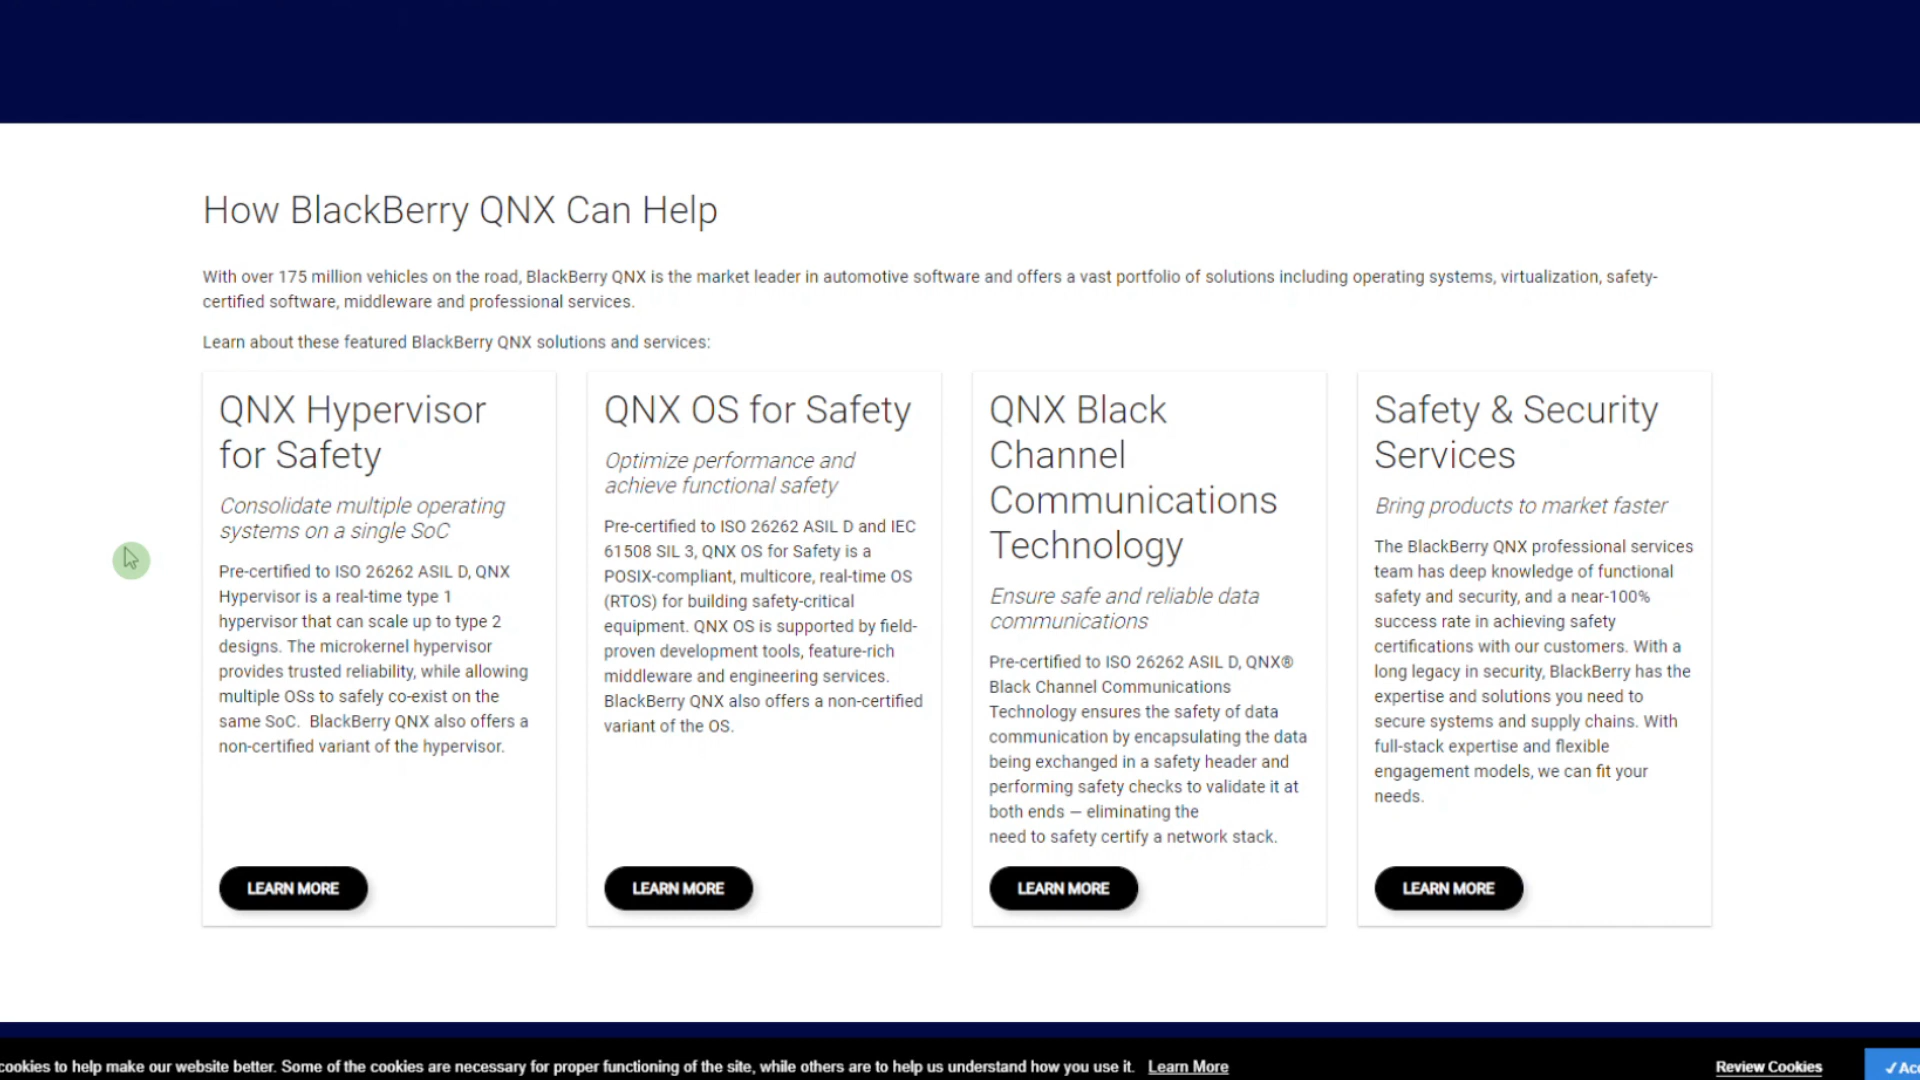 How BlackBerry QNX Can Help
With over 175 million vehicles on the road, BlackBerry QNX is the market leader in automotive software and offers a vast portfolio of solutions including operating systems, virtualization, safety-
certified software, middleware and professional services.
Learn about these featured BlackBerry QNX solutions and services:
QNX Hypervisor
for Safety
Consolidate multiple operating
systems on a single SoC
Pre-certified to ISO 26262 ASIL D, QNX
Hypervisor is a real-time type 1
hypervisor that can scale up to type 2
designs. The microkernel hypervisor
provides trusted reliability, while allowing
multiple OSs to safely co-exist on the
same SoC. BlackBerry QNX also offers a
non-certified variant of the hypervisor.
LEARN MORE
QNX OS for Safety
Optimize performance and
achieve functional safety
Pre-certified to ISO 26262 ASIL D and IEC
61508 SIL 3, QNX OS for Safety is a
POSIX-compliant, multicore, real-time OS
(RTOS) for building safety-critical
equipment. QNX OS is supported by field-
proven development tools, feature-rich
middleware and engineering services.
BlackBerry QNX also offers a non-certified
variant of the OS.
LEARN MORE
QNX Black
Channel
Communications
Technology
Ensure safe and reliable data
communications
Pre-certified to ISO 26262 ASIL D, QNX®
Black Channel Communications
Technology ensures the safety of data
communication by encapsulating the data
being exchanged in a safety header and
performing safety checks to validate it at
both ends — eliminating the
need to safety certify a network stack.
LEARN MORE
Safety & Security
Services
Bring products to market faster
The BlackBerry QNX professional services
team has deep knowledge of functional
safety and security, and a near-100%
success rate in achieving safety
certifications with our customers. With a
long legacy in security, BlackBerry has the
expertise and solutions you need to
secure systems and supply chains. With
full-stack expertise and flexible
engagement models, we can fit your
needs.
LEARN MORE
cookies to help make our website better. Some of the cookies are necessary for proper functioning of the site, while others are to help us understand how you use it. Learn More
Review Cookies
✓Acc